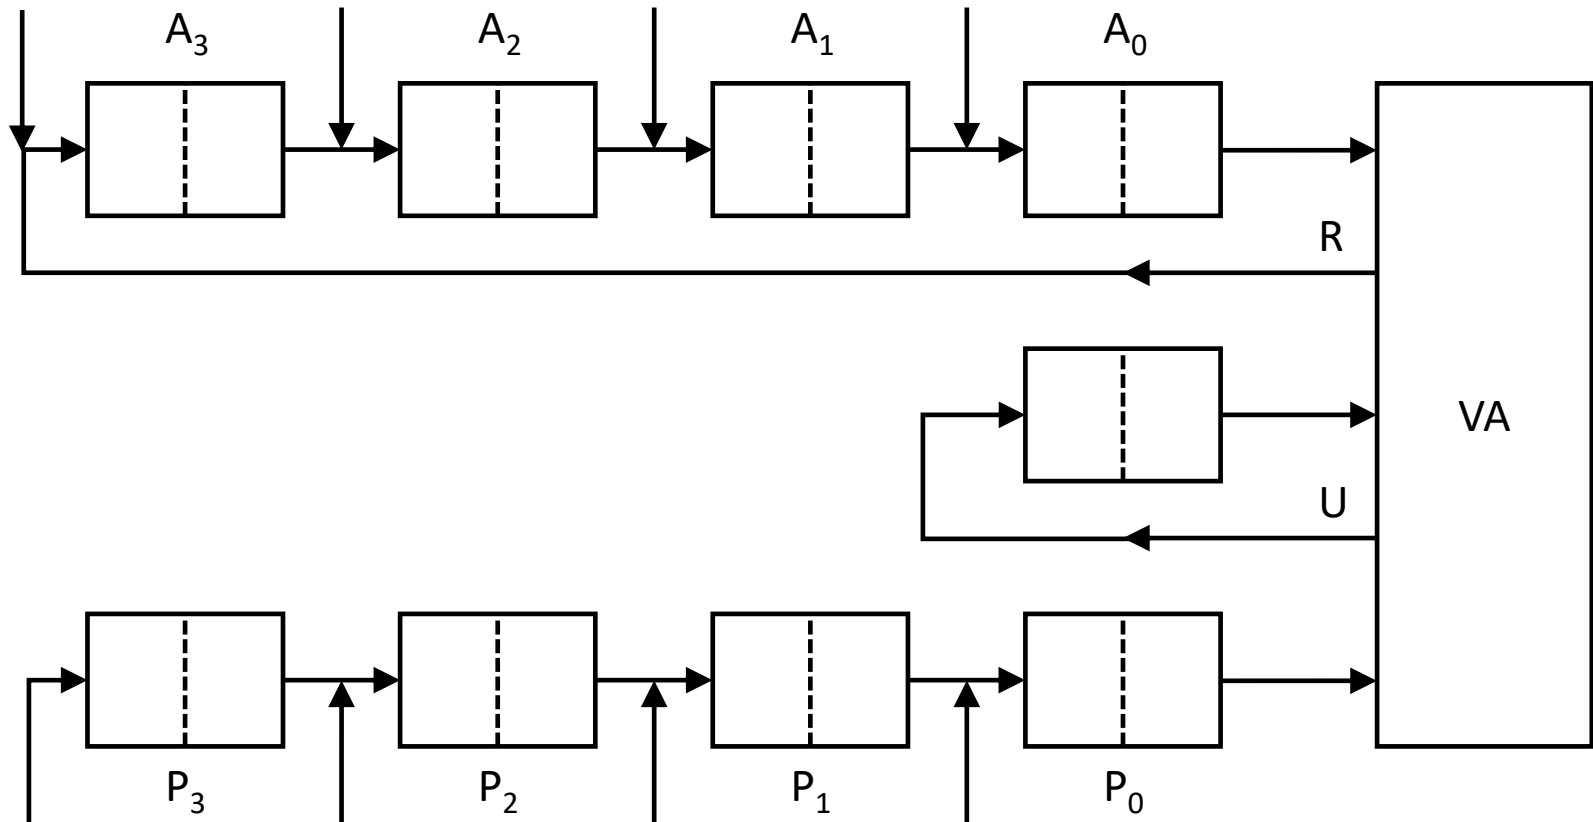 A₃ A₂ A₁ A₀
R
VA
U
P₃ P₂ P₁ P₀